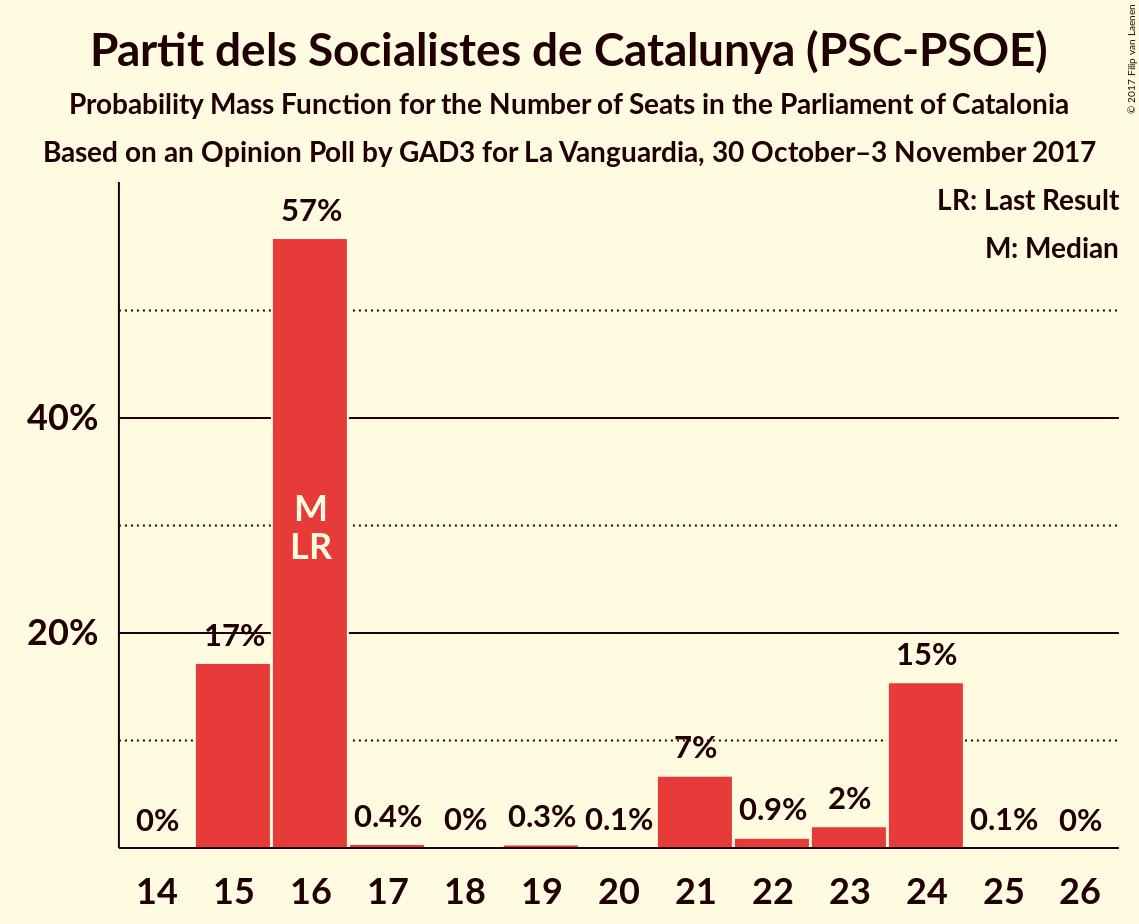 Partit dels Socialistes de Catalunya (PSC-PSOE)
Probability Mass Function for the Number of Seats in the Parliament of Catalonia
Based on an Opinion Poll by GAD3 for La Vanguardia, 30 October–3 November 2017
© 2017 Filip van Laenen
LR: Last Result
M: Median
57%
40%
M
LR
20%
17%
15%
7%
0%
0.4%
0%
0.3%
0.1%
0.9%
2%
0.1%
0%
14 15 16 17 18 19 20 21 22 23 24 25 26